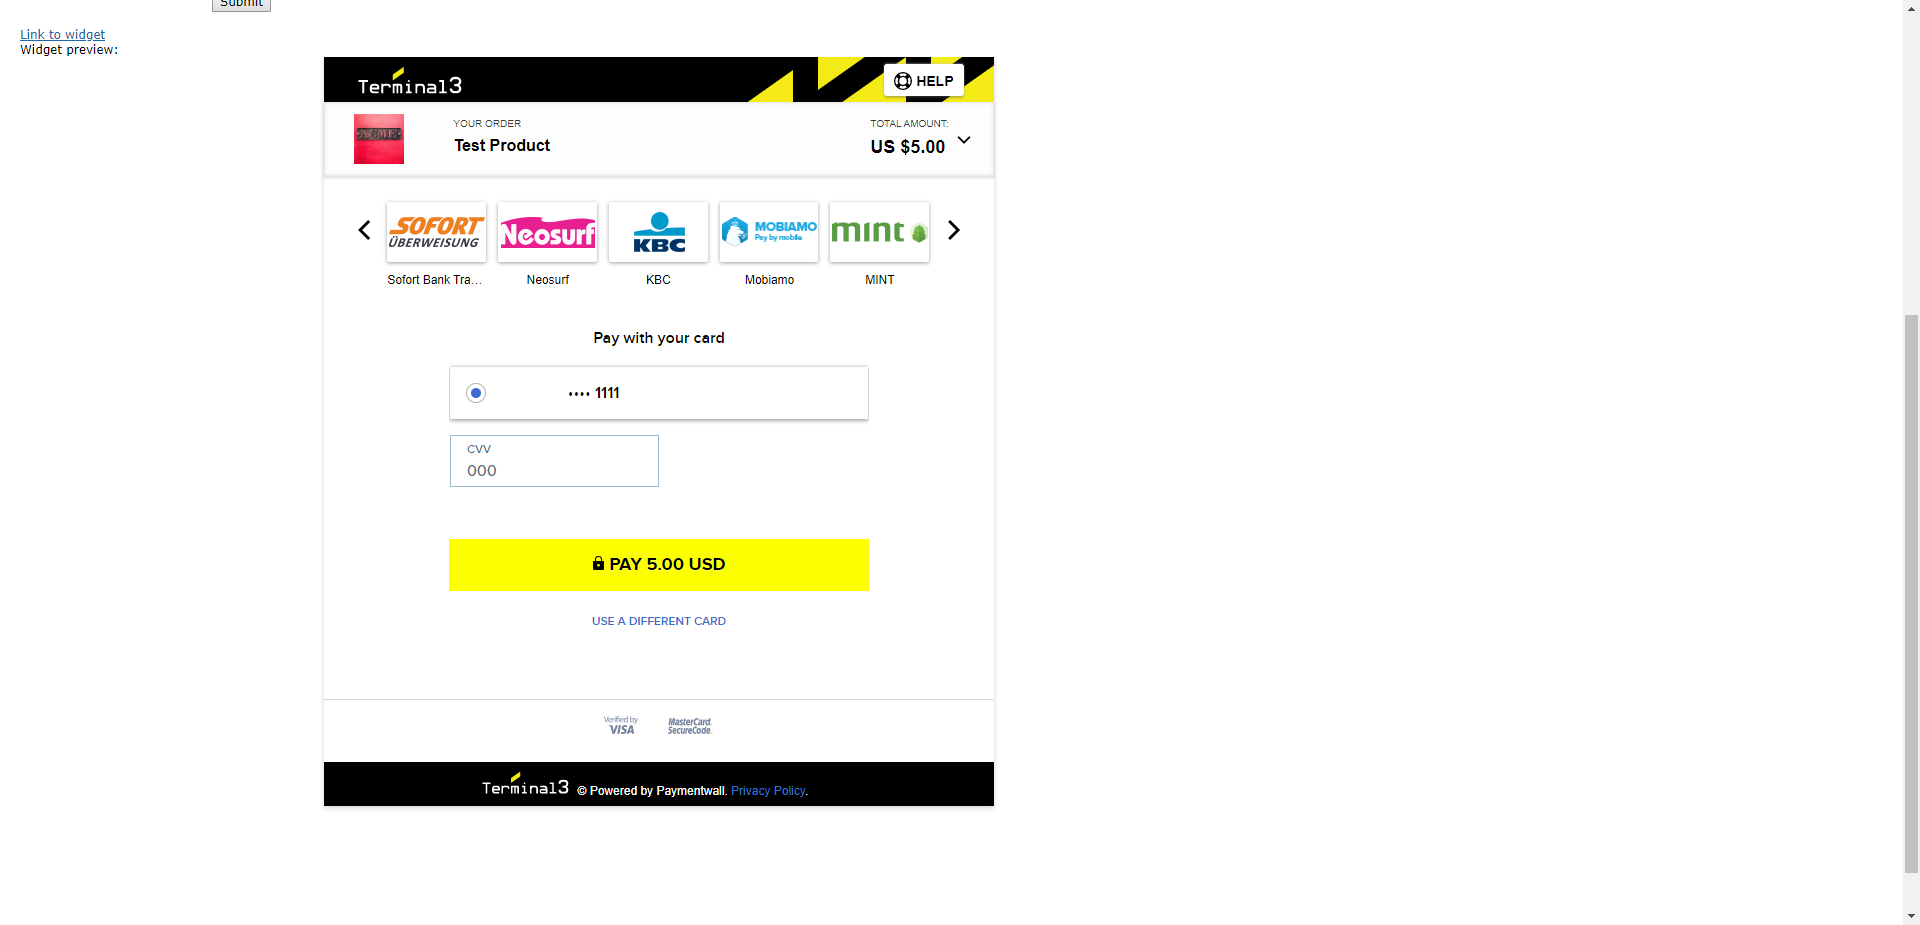 Submit
Link to widget
Widget preview:
Terminal3
HELP
YOUR ORDER
Test Product
TOTAL AMOUNT:
US $5.00
SOFORT
ÜBERWEISUNG
Neosurf
KBC
MOBIAMO
Pay by mobile
mint
Sofort Bank Tra...
Neosurf
KBC
Mobiamo
MINT
Pay with your card
•••• 1111
CVV
000
PAY 5.00 USD
USE A DIFFERENT CARD
Verified by
VISA
MasterCard.
SecureCode.
Terminal3 © Powered by Paymentwall. Privacy Policy.